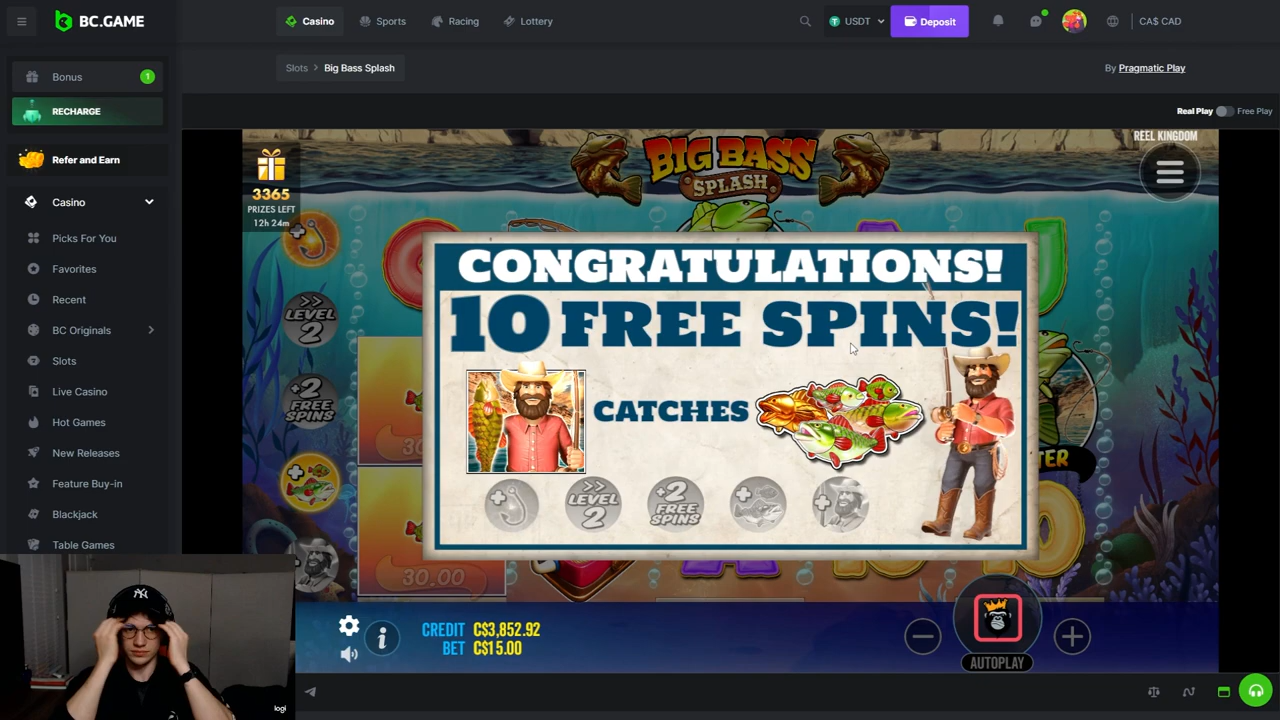 BC.GAME
Casino
Sports
Racing
Lottery
USDT
Deposit
CA$ CAD
Bonus
1
RECHARGE
Refer and Earn
Casino
Picks For You
Favorites
Recent
BC Originals
Slots
Live Casino
Hot Games
New Releases
Feature Buy-in
Blackjack
Table Games
Slots > Big Bass Splash
By Pragmatic Play
Real Play
Free Play
REEL KINGDOM
BIG BASS
SPLASH
3365
PRIZES LEFT
12h 24m
>>
LEVEL
2
+2
FREE
SPINS
CONGRATULATIONS!
10 FREE SPINS!
CATCHES
>>
LEVEL
2
+2
FREE
SPINS
30.00
CREDIT C$3,852.92
BET C$15.00
AUTOPLAY
NY
logi